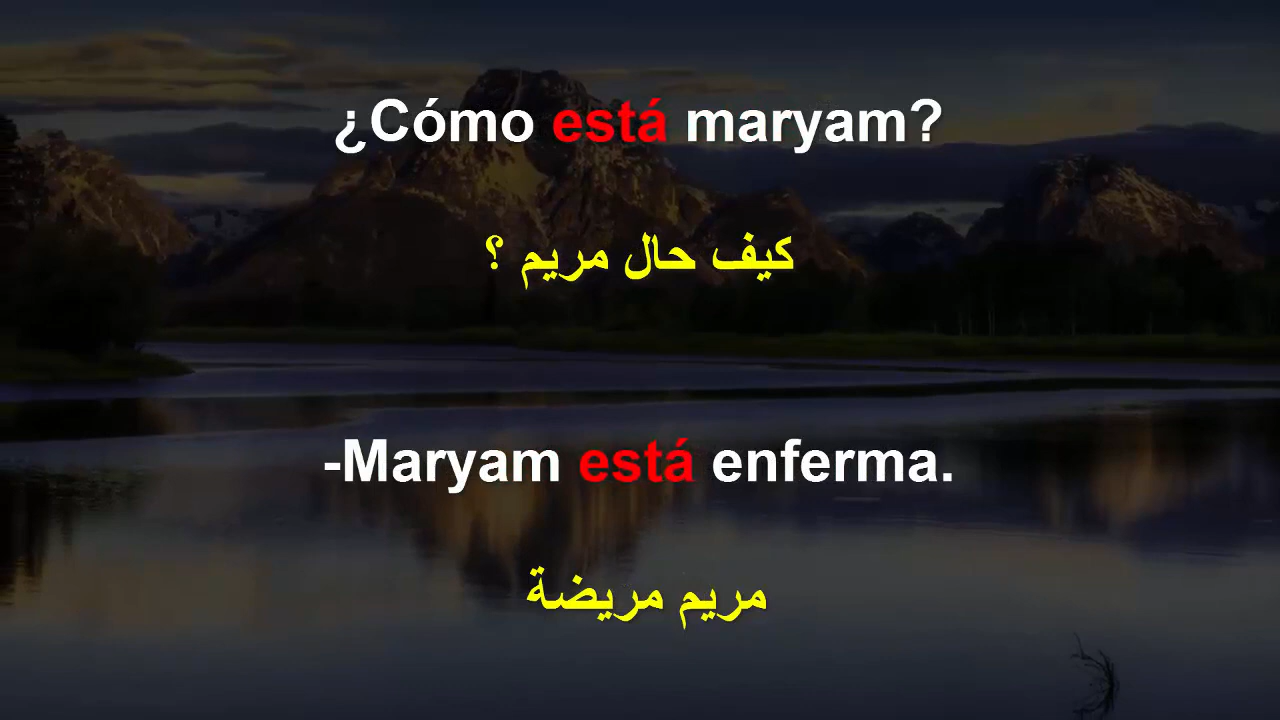 ¿Cómo está maryam?
كيف حال مريم ؟
-Maryam está enferma.
مريم مريضة